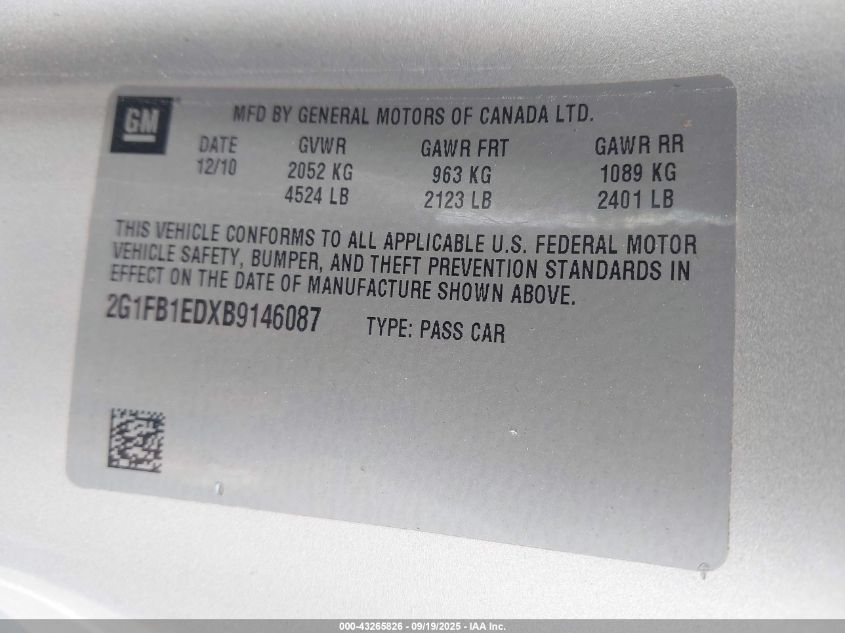 GM
MFD BY GENERAL MOTORS OF CANADA LTD.
DATE GVWR GAWR FRT GAWR RR
12/10 2052 KG 963 KG 1089 KG
4524 LB 2123 LB 2401 LB
THIS VEHICLE CONFORMS TO ALL APPLICABLE U.S. FEDERAL MOTOR
VEHICLE SAFETY, BUMPER, AND THEFT PREVENTION STANDARDS IN
EFFECT ON THE DATE OF MANUFACTURE SHOWN ABOVE.
2G1FB1EDXB9146087 TYPE: PASS CAR
000-43265826 - 09/19/2025 - IAA Inc.